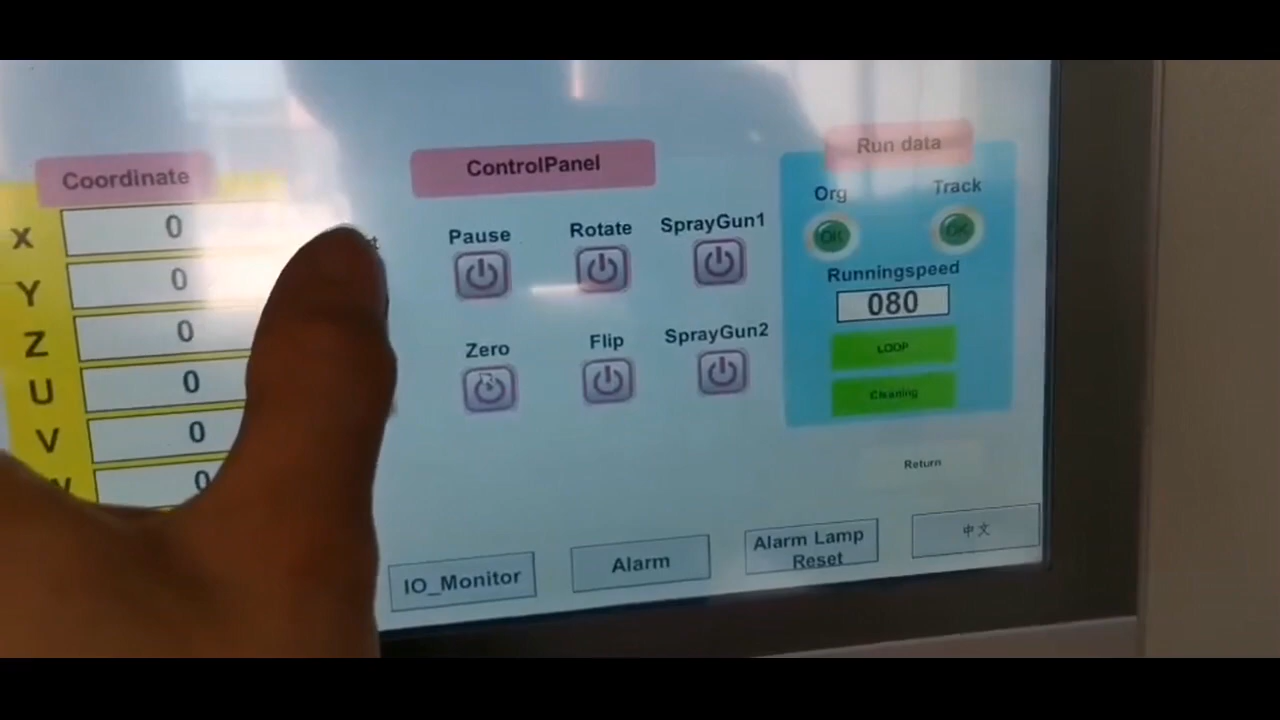 Coordinate
X 0
Y 0
Z 0
U 0
V 0
0
ControlPanel
Pause
Rotate
SprayGun1
Zero
Flip
SprayGun2
Run data
Org
Track
OK
OK
Runningspeed
080
LOOP
Cleaning
Return
IO_Monitor
Alarm
Alarm Lamp
Reset
中文